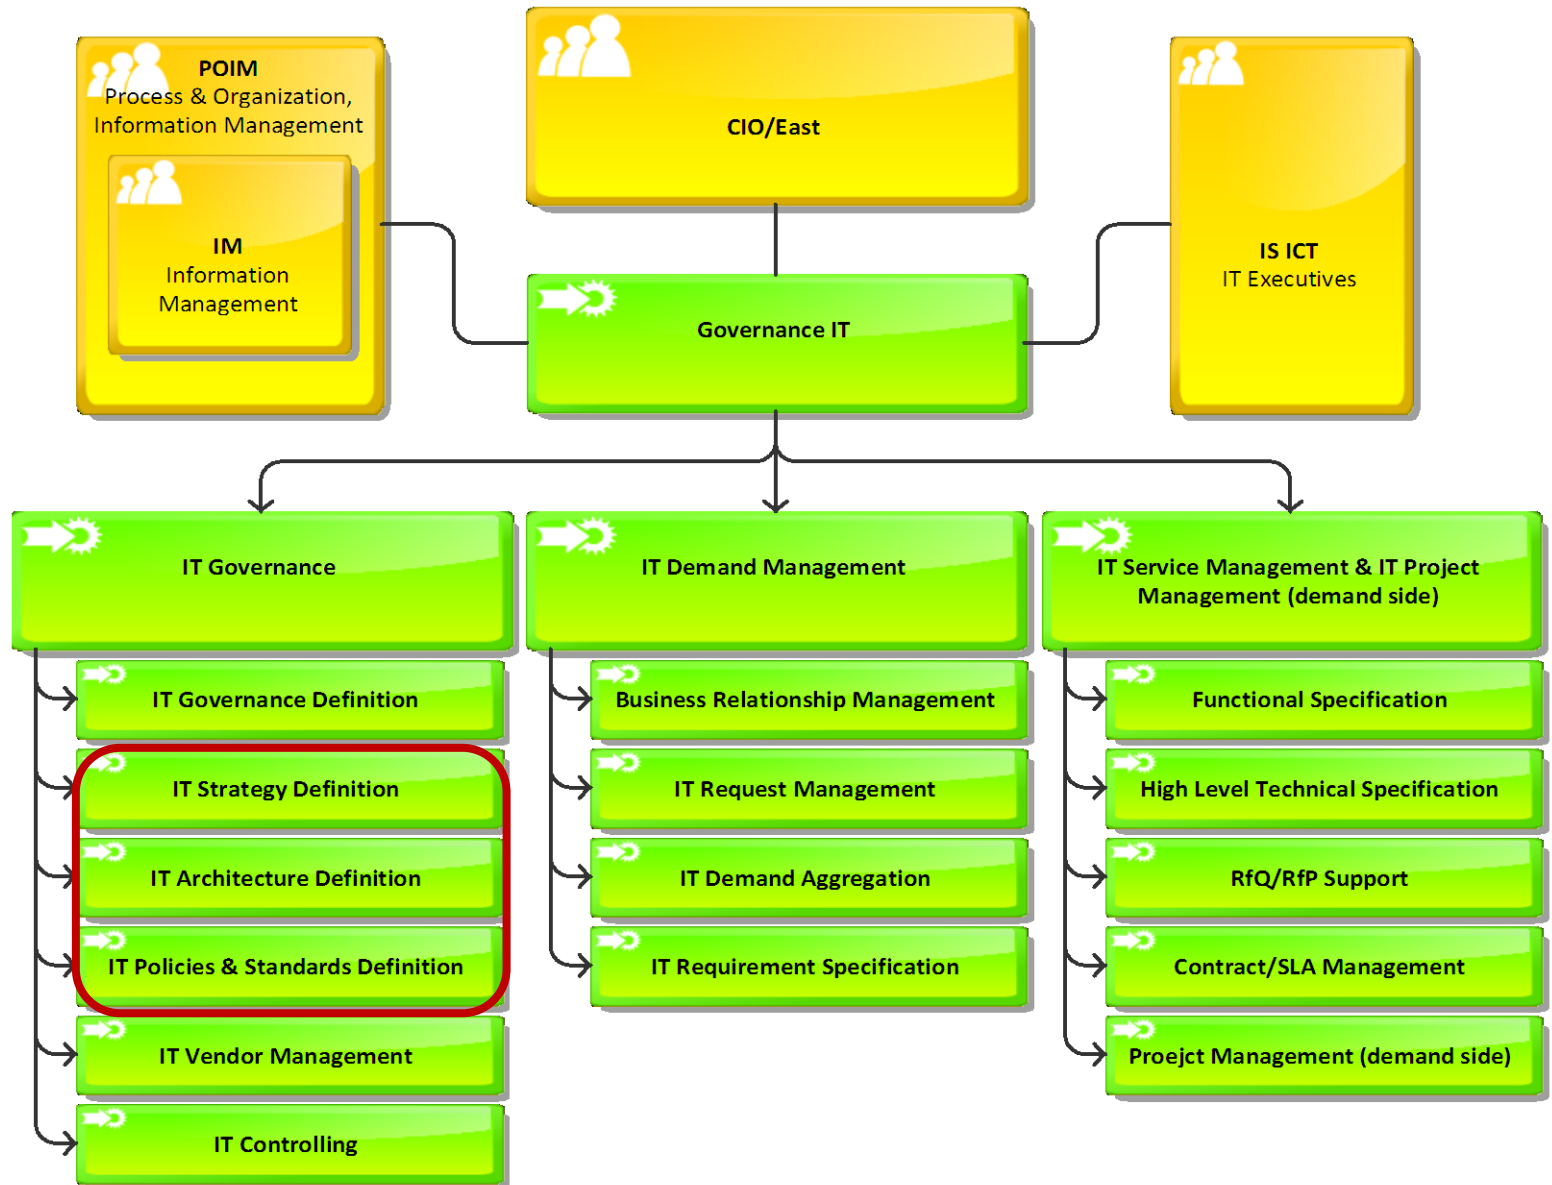 POIM
Process & Organization,
Information Management
IM
Information
Management
CIO/East
IS ICT
IT Executives
Governance IT
IT Governance
IT Governance Definition
IT Strategy Definition
IT Architecture Definition
IT Policies & Standards Definition
IT Vendor Management
IT Controlling
IT Demand Management
Business Relationship Management
IT Request Management
IT Demand Aggregation
IT Requirement Specification
IT Service Management & IT Project
Management (demand side)
Functional Specification
High Level Technical Specification
RfQ/RfP Support
Contract/SLA Management
Proejct Management (demand side)